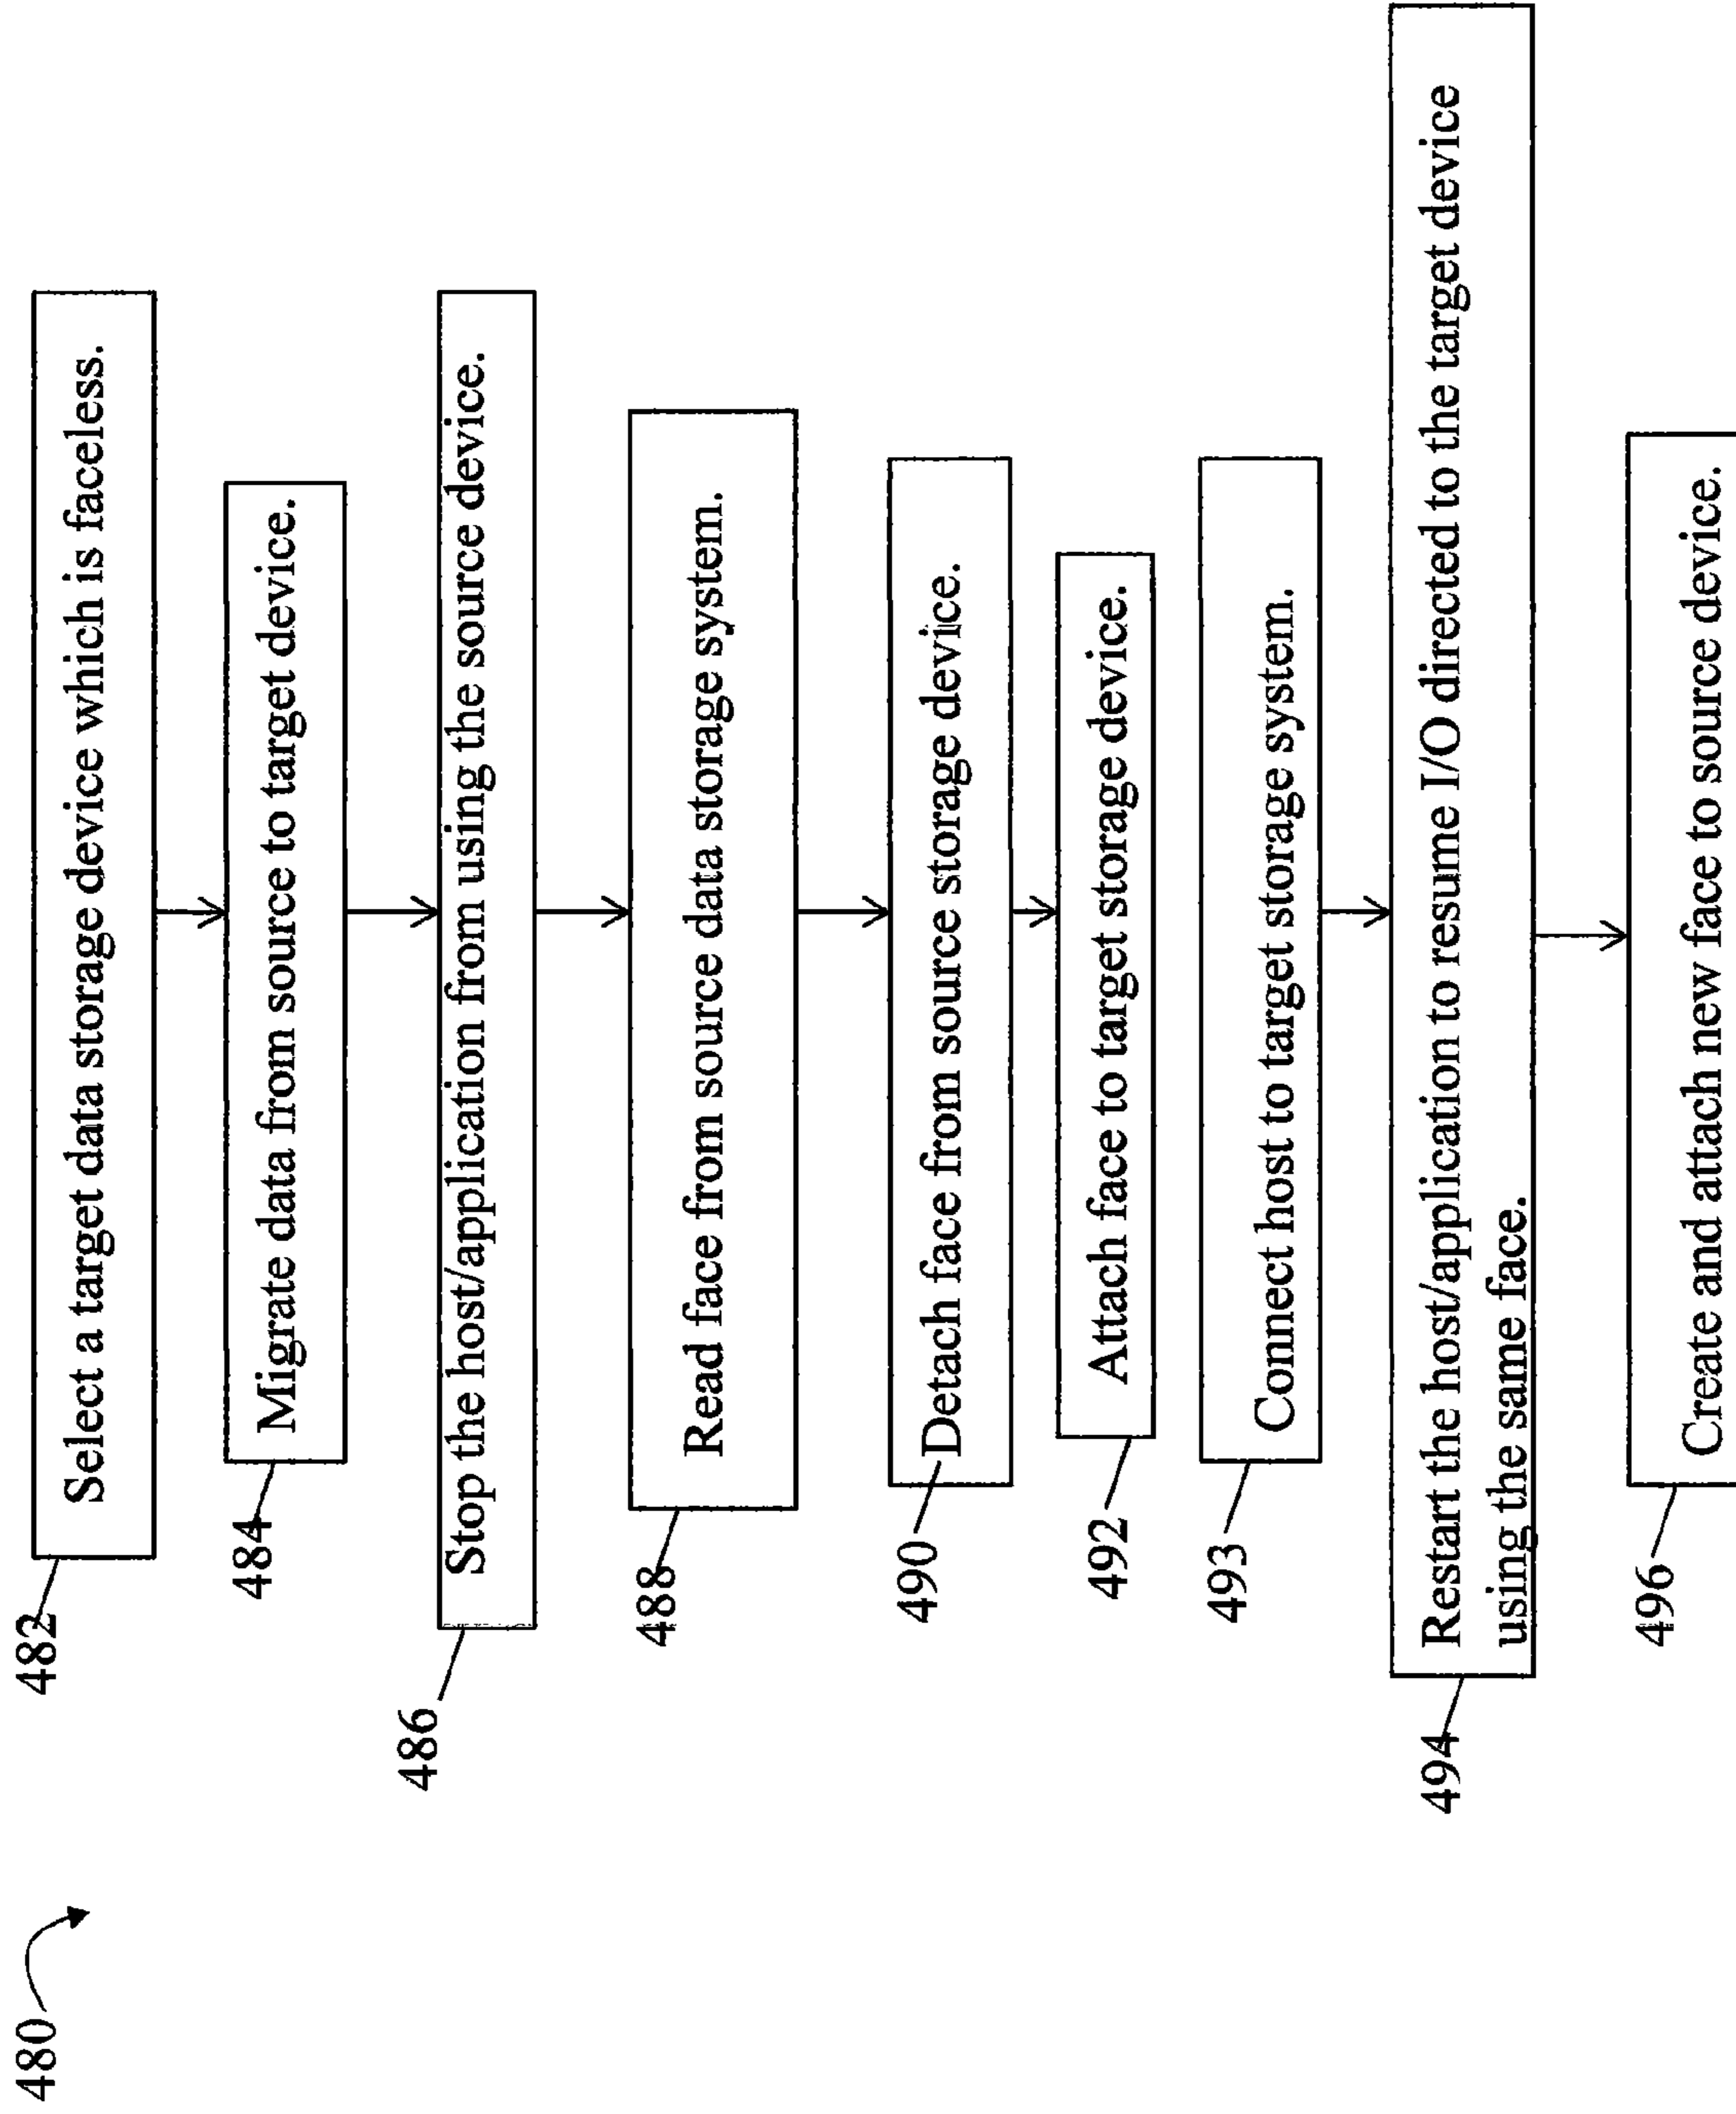 480
482
Select a target data storage device which is faceless.
484
Migrate data from source to target device.
486
Stop the host/application from using the source device.
488
Read face from source data storage system.
490
Detach face from source storage device.
492
Attach face to target storage device.
493
Connect host to target storage system.
494
Restart the host/application to resume I/O directed to the target device
using the same face.
496
Create and attach new face to source device.